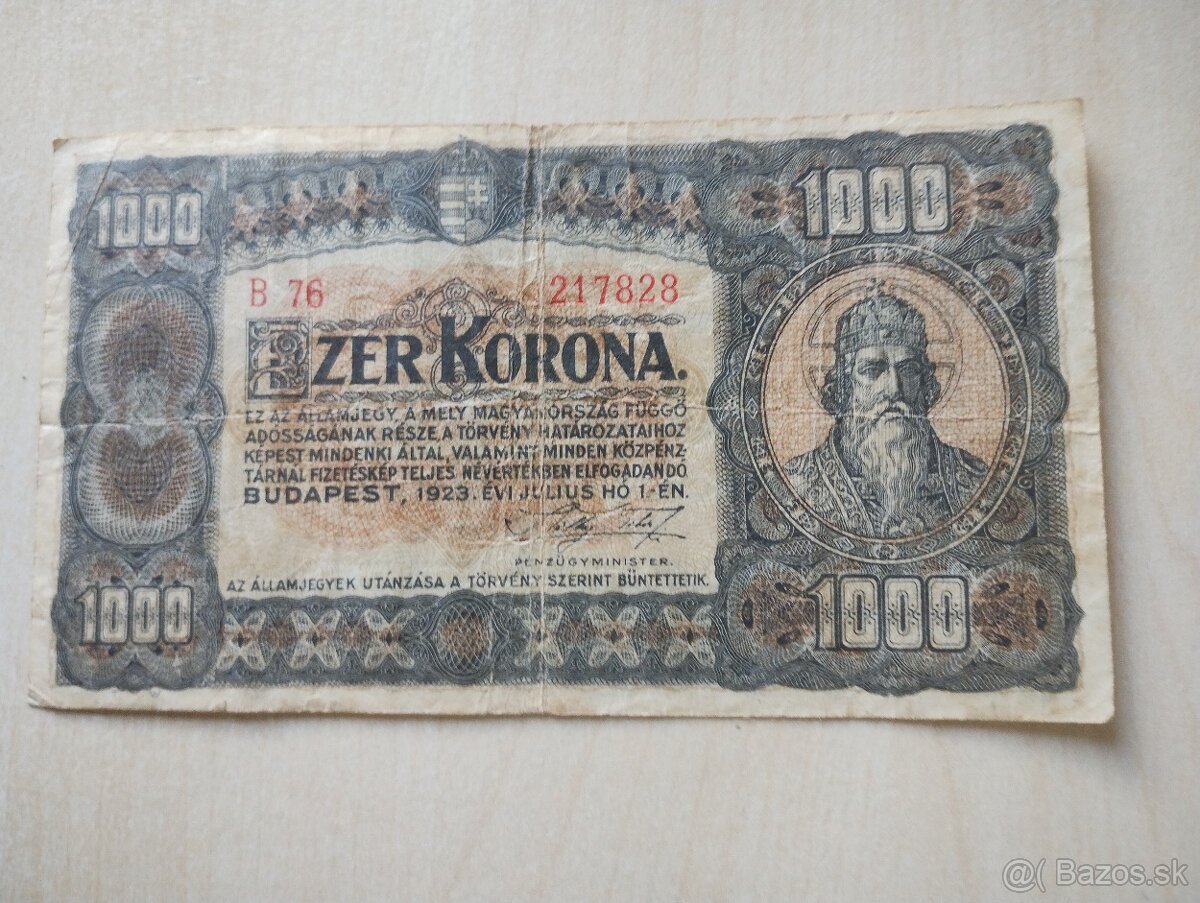 1000
1000
B 76
217828
EZER KORONA.
EZ AZ ÁLLAMJEGY, A MELY MAGYARORSZÁG FÜGGŐ
ADÓSSÁGÁNAK RÉSZE, A TÖRVÉNY HATÁROZATAIHOZ
KÉPEST MINDENKI ÁLTAL, VALAMINT MINDEN KÖZPÉNZ-
TÁRNÁL FIZETÉSKÉP TELJES NÉVÉRTÉKBEN ELFOGADANDÓ.
BUDAPEST, 1923. ÉVI JÚLIUS HÓ 1.-ÉN.
PÉNZÜGYMINISTER.
AZ ÁLLAMJEGYEK UTÁNZÁSA A TÖRVÉNY SZERINT BÜNTETTETIK.
1000
1000
@( Bazos.sk